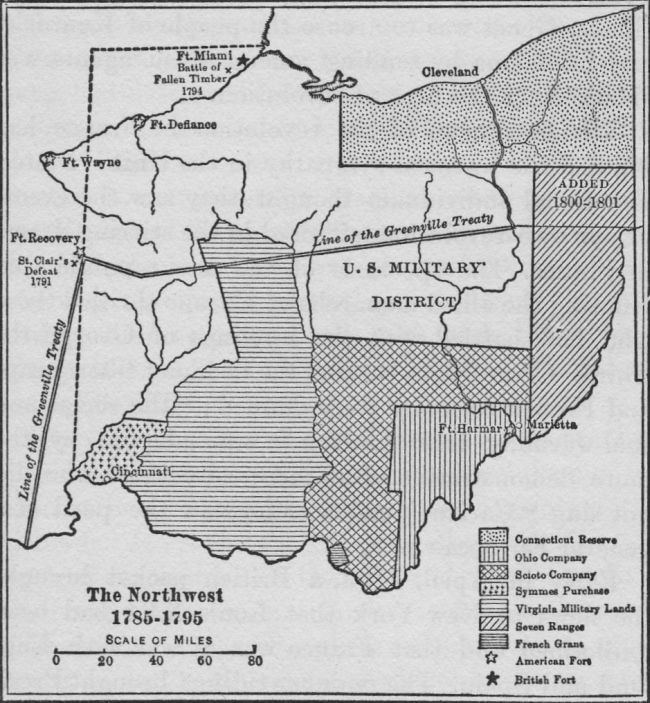 Ft.Miami
Battle of
Fallen Timber
1794
Cleveland
Ft.Defiance
Ft.Wayne
ADDED
1800-1801
Line of the Greenville Treaty
Ft.Recovery
St. Clair's
Defeat
1791
U. S. MILITARY
DISTRICT
Line of the Greenville Treaty
Ft.Harmar
Marietta
Cincinnati
The Northwest
1785-1795
SCALE OF MILES
0 20 40 60 80
Connecticut Reserve
Ohio Company
Scioto Company
Symmes Purchase
Virginia Military Lands
Seven Ranges
French Grant
American Fort
British Fort